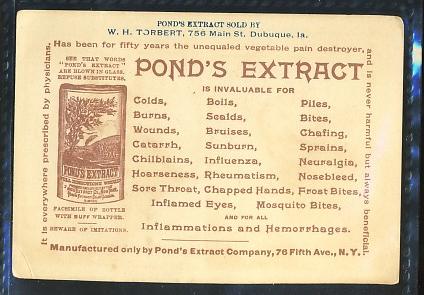 POND'S EXTRACT SOLD BY
W. H. TORBERT, 756 Main St, Dubuque, Ia.
Has been for fifty years the unequaled vegetable pain destroyer,
and is never harmful but always beneficial.
It is everywhere prescribed by physicians.
SEE THAT WORDS
"POND'S EXTRACT"
ARE BLOWN IN GLASS.
REFUSE SUBSTITUTES.
POND'S EXTRACT
FACSIMILE OF BOTTLE
WITH BUFF WRAPPER.
BEWARE OF IMITATIONS.
POND'S EXTRACT
IS INVALUABLE FOR
Colds, Boils, Piles,
Burns, Scalds, Bites,
Wounds, Bruises, Chafing,
Catarrh, Sunburn, Sprains,
Chilblains, Influenza, Neuralgia,
Hoarseness, Rheumatism, Nosebleed,
Sore Throat, Chapped Hands, Frost Bites,
Inflamed Eyes, Mosquito Bites,
AND FOR ALL
Inflammations and Hemorrhages.
Manufactured only by Pond's Extract Company, 76 Fifth Ave., N.Y.